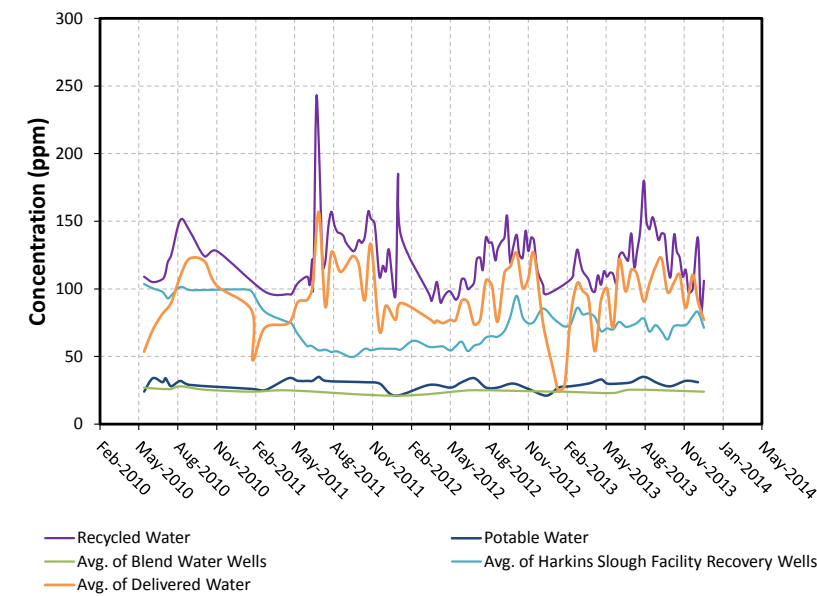 Concentration (ppm)
300
250
200
150
100
50
0
Feb-2010
May-2010
Aug-2010
Nov-2010
Feb-2011
May-2011
Aug-2011
Nov-2011
Feb-2012
May-2012
Aug-2012
Nov-2012
Feb-2013
May-2013
Aug-2013
Nov-2013
Jan-2014
May-2014
Recycled Water
Potable Water
Avg. of Blend Water Wells
Avg. of Harkins Slough Facility Recovery Wells
Avg. of Delivered Water